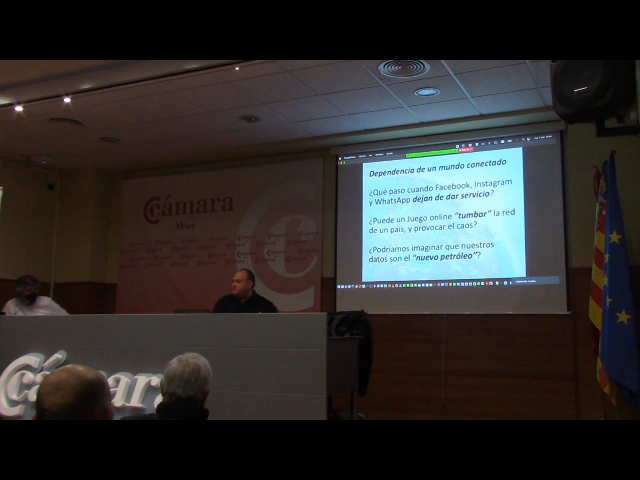 Dependencia de un mundo conectado
¿Qué paso cuando Facebook, Instagram
y WhatsApp dejan de dar servicio?
¿Puede un Juego online "tumbar" la red
de un país, y provocar el caos?
¿Podríamos imaginar que nuestros
datos son el "nuevo petróleo"?
Cámara
Alcoy
Cámara